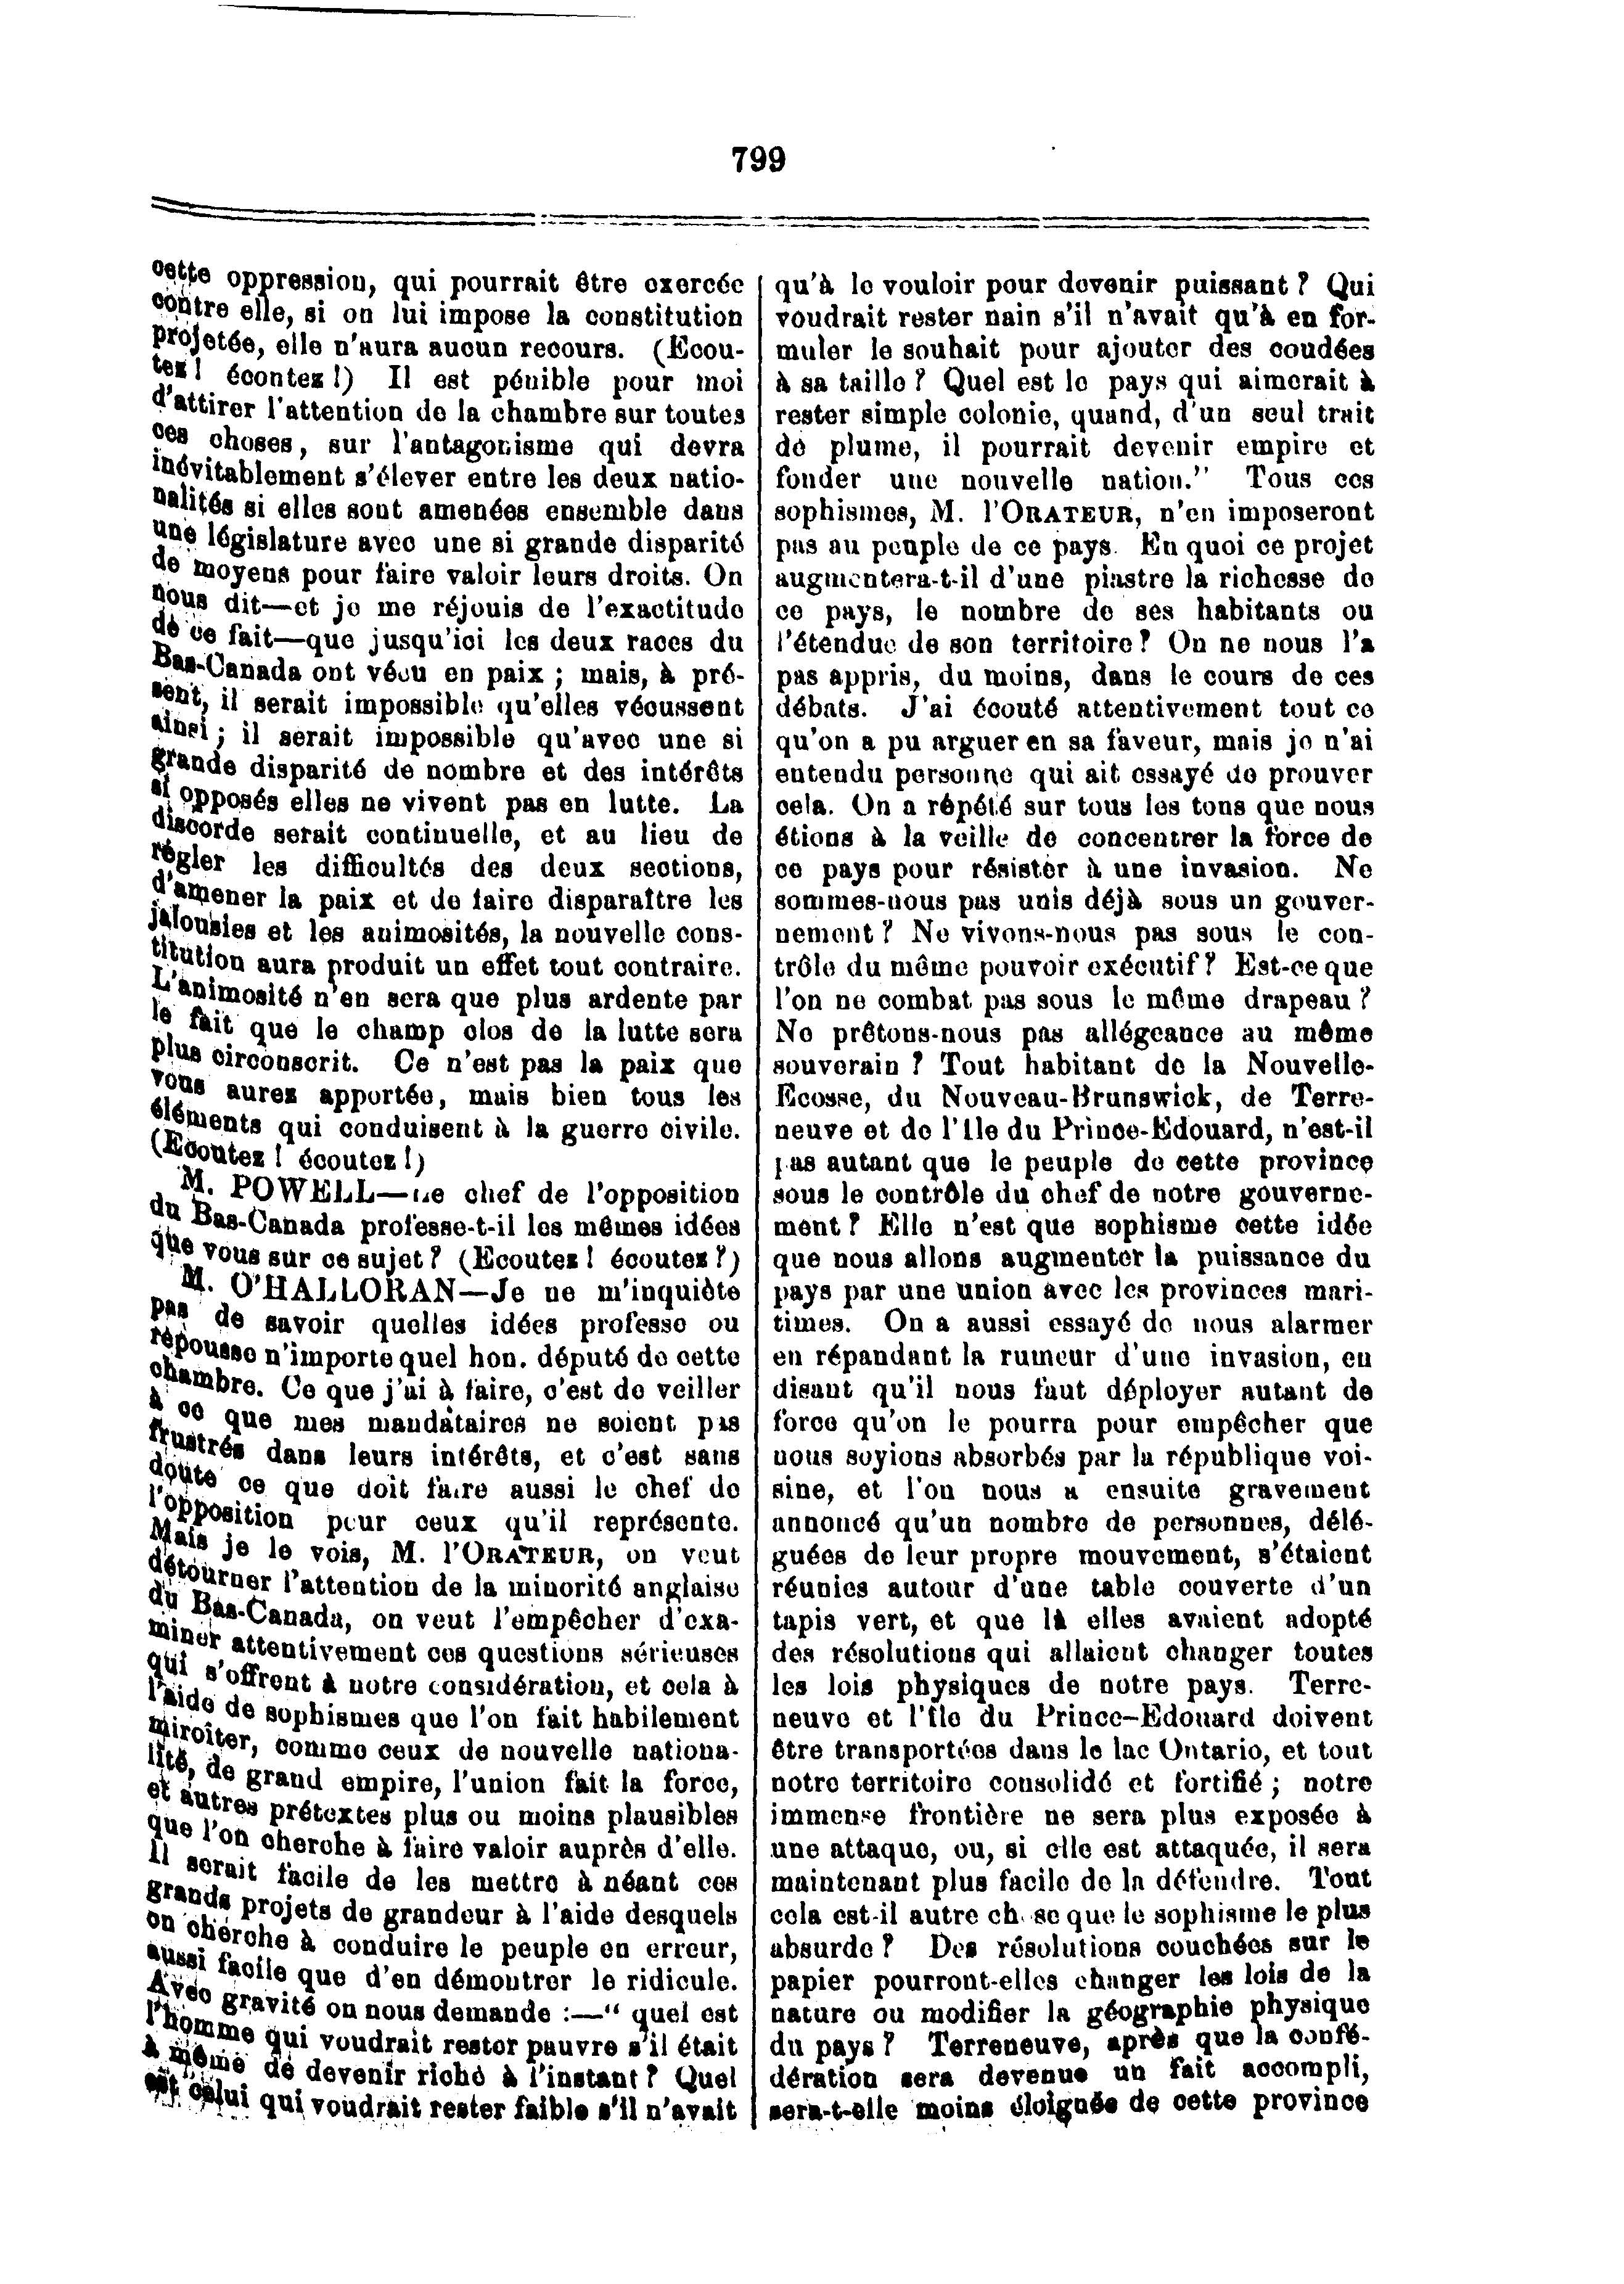 799
cette oppression, qui pourrait être exercée
contre elle, si on lui impose la constitution
projetée, elle n'aura aucun recours. (Ecou-
tez ! écontez !) Il est pénible pour moi
d'attirer l'attention de la chambre sur toutes
ces choses, sur l'antagonisme qui devra
inévitablement s'élever entre les deux natio-
nalités si elles sont amenées ensemble dans
une législature avec une si grande disparité
de moyens pour faire valoir leurs droits. On
nous dit—et je me réjouis de l'exactitude
de ce fait—que jusqu'ici les deux races du
Bas-Canada ont vécu en paix ; mais, à pré-
sent, il serait impossible qu'elles vécussent
ainsi ; il serait impossible qu'avec une si
grande disparité de nombre et des intérêts
si opposés elles ne vivent pas en lutte. La
discorde serait continuelle, et au lieu de
régler les difficultés des deux sections,
d'amener la paix et de faire disparaître les
jalousies et les animosités, la nouvelle cons-
titution aura produit un effet tout contraire.
L'animosité n'en sera que plus ardente par
le fait que le champ clos de la lutte sera
plus circonscrit. Ce n'est pas la paix que
vous aurez apportée, mais bien tous les
éléments qui conduisent à la guerre civile.
(Ecoutez ! écoutez !)
M. POWELL—Le chef de l'opposition
du Bas-Canada professe-t-il les mêmes idées
que vous sur ce sujet ? (Ecoutez ! écoutez ?)
M. O'HALLORAN—Je ne m'inquiète
pas de savoir quelles idées professe ou
repousse n'importe quel hon. député de cette
chambre. Ce que j'ai à faire, c'est de veiller
à ce que mes mandataires ne soient pas
frustrés dans leurs intérêts, et c'est sans
doute ce que doit faire aussi le chef de
l'opposition pour ceux qu'il représente.
Mais je le vois, M. l'ORATEUR, on veut
détourner l'attention de la minorité anglaise
du Bas-Canada, on veut l'empêcher d'exa-
miner attentivement ces questions sérieuses
qui s'offrent à notre considération, et cela à
l'aide de sophismes que l'on fait habilement
miroiter, comme ceux de nouvelle nationa-
lité, de grand empire, l'union fait la force,
et autres prétextes plus ou moins plausibles
que l'on cherche à faire valoir auprès d'elle.
Il serait facile de les mettre à néant ces
grands projets de grandeur à l'aide desquels
on cherche à conduire le peuple en erreur,
aussi facile que d'en démontrer le ridicule.
Avec gravité on nous demande :—“ quel est
l'homme qui voudrait rester pauvre s'il était
à même de devenir riche à l'instant ? Quel
est celui qui voudrait rester faible s'il n'avait
qu'à le vouloir pour devenir puissant ? Qui
voudrait rester nain s'il n'avait qu'à en for-
muler le souhait pour ajouter des coudées
à sa taille ? Quel est le pays qui aimerait à
rester simple colonie, quand, d'un seul trait
de plume, il pourrait devenir empire et
fonder une nouvelle nation.” Tous ces
sophismes, M. l'ORATEUR, n'en imposeront
pas au peuple de ce pays. En quoi ce projet
augmentera-t-il d'une piastre la richesse de
ce pays, le nombre de ses habitants ou
l'étendue de son territoire ? On ne nous l'a
pas appris, du moins, dans le cours de ces
débats. J'ai écouté attentivement tout ce
qu'on a pu arguer en sa faveur, mais je n'ai
entendu personne qui ait essayé de prouver
cela. On a répété sur tous les tons que nous
étions à la veille de concentrer la force de
ce pays pour résister à une invasion. Ne
sommes-nous pas unis déjà sous un gouver-
nement ? Ne vivons-nous pas sous le con-
trôle du même pouvoir exécutif ? Est-ce que
l'on ne combat pas sous le même drapeau ?
Ne prêtons-nous pas allégeance au même
souverain ? Tout habitant de la Nouvelle-
Ecosse, du Nouveau-Brunswick, de Terre-
neuve et de l'Ile du Prince-Edouard, n'est-il
pas autant que le peuple de cette province
sous le contrôle du chef de notre gouverne-
ment ? Elle n'est que sophisme cette idée
que nous allons augmenter la puissance du
pays par une union avec les provinces mari-
times. On a aussi essayé de nous alarmer
en répandant la rumeur d'une invasion, en
disant qu'il nous faut déployer autant de
force qu'on le pourra pour empêcher que
nous soyions absorbés par la république voi-
sine, et l'on nous a ensuite gravement
annoncé qu'un nombre de personnes, délé-
guées de leur propre mouvement, s'étaient
réunies autour d'une table couverte d'un
tapis vert, et que là elles avaient adopté
des résolutions qui allaient changer toutes
les lois physiques de notre pays. Terre-
neuve et l'Ile du Prince-Edouard doivent
être transportées dans le lac Ontario, et tout
notre territoire consolidé et fortifié ; notre
immense frontière ne sera plus exposée à
une attaque, ou, si elle est attaquée, il sera
maintenant plus facile de la défendre. Tout
cela est-il autre chose que le sophisme le plus
absurde ? Des résolutions couchées sur le
papier pourront-elles changer les lois de la
nature ou modifier la géographie physique
du pays ? Terreneuve, après que la confé-
dération sera devenue un fait accompli,
sera-t-elle moins éloignée de cette province